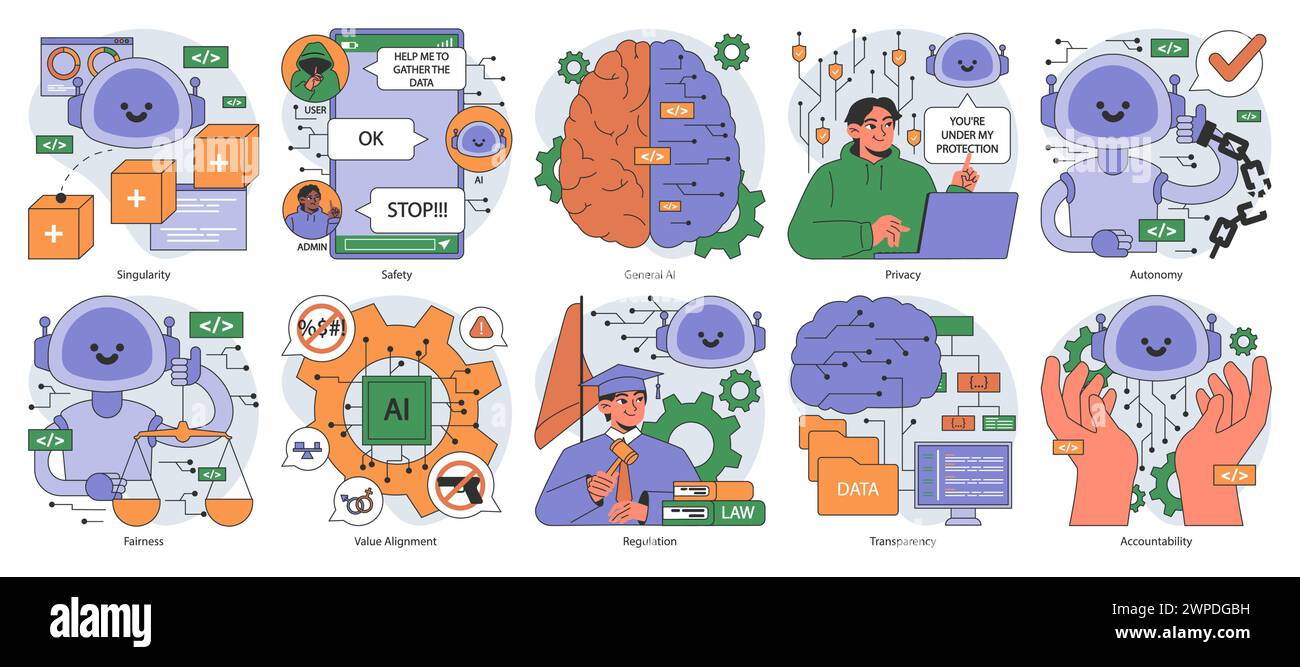 </>
</>
</>
+
+
+
Singularity
HELP ME TO
GATHER THE
DATA
USER
OK
AI
STOP!!!
ADMIN
Safety
</>
</>
</>
General AI
YOU'RE
UNDER MY
PROTECTION
Privacy
</>
</>
</>
Autonomy
</>
</>
</>
Fairness
%$#!
!
AI
Value Alignment
LAW
Regulation
{...}
{...}
DATA
Transparency
</>
</>
Accountability
alamy
Image ID: 2WPDGBH
www.alamy.com